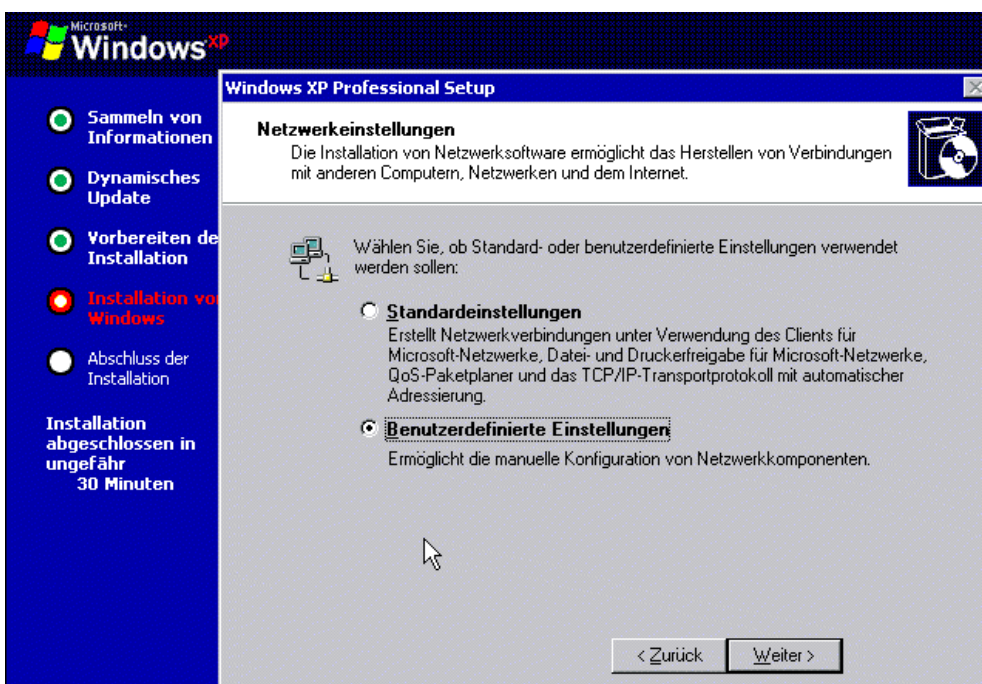 Microsoft
Windows XP
Windows XP Professional Setup
Sammeln von
Informationen
Dynamisches
Update
Vorbereiten de
Installation
Installation vo
Windows
Abschluss der
Installation
Installation
abgeschlossen in
ungefähr
30 Minuten
Netzwerkeinstellungen
Die Installation von Netzwerksoftware ermöglicht das Herstellen von Verbindungen
mit anderen Computern, Netzwerken und dem Internet.
Wählen Sie, ob Standard- oder benutzerdefinierte Einstellungen verwendet
werden sollen:
Standardeinstellungen
Erstellt Netzwerkverbindungen unter Verwendung des Clients für
Microsoft-Netzwerke, Datei- und Druckerfreigabe für Microsoft-Netzwerke,
QoS-Paketplaner und das TCP/IP-Transportprotokoll mit automatischer
Adressierung.
Benutzerdefinierte Einstellungen
Ermöglicht die manuelle Konfiguration von Netzwerkkomponenten.
< Zurück
Weiter >